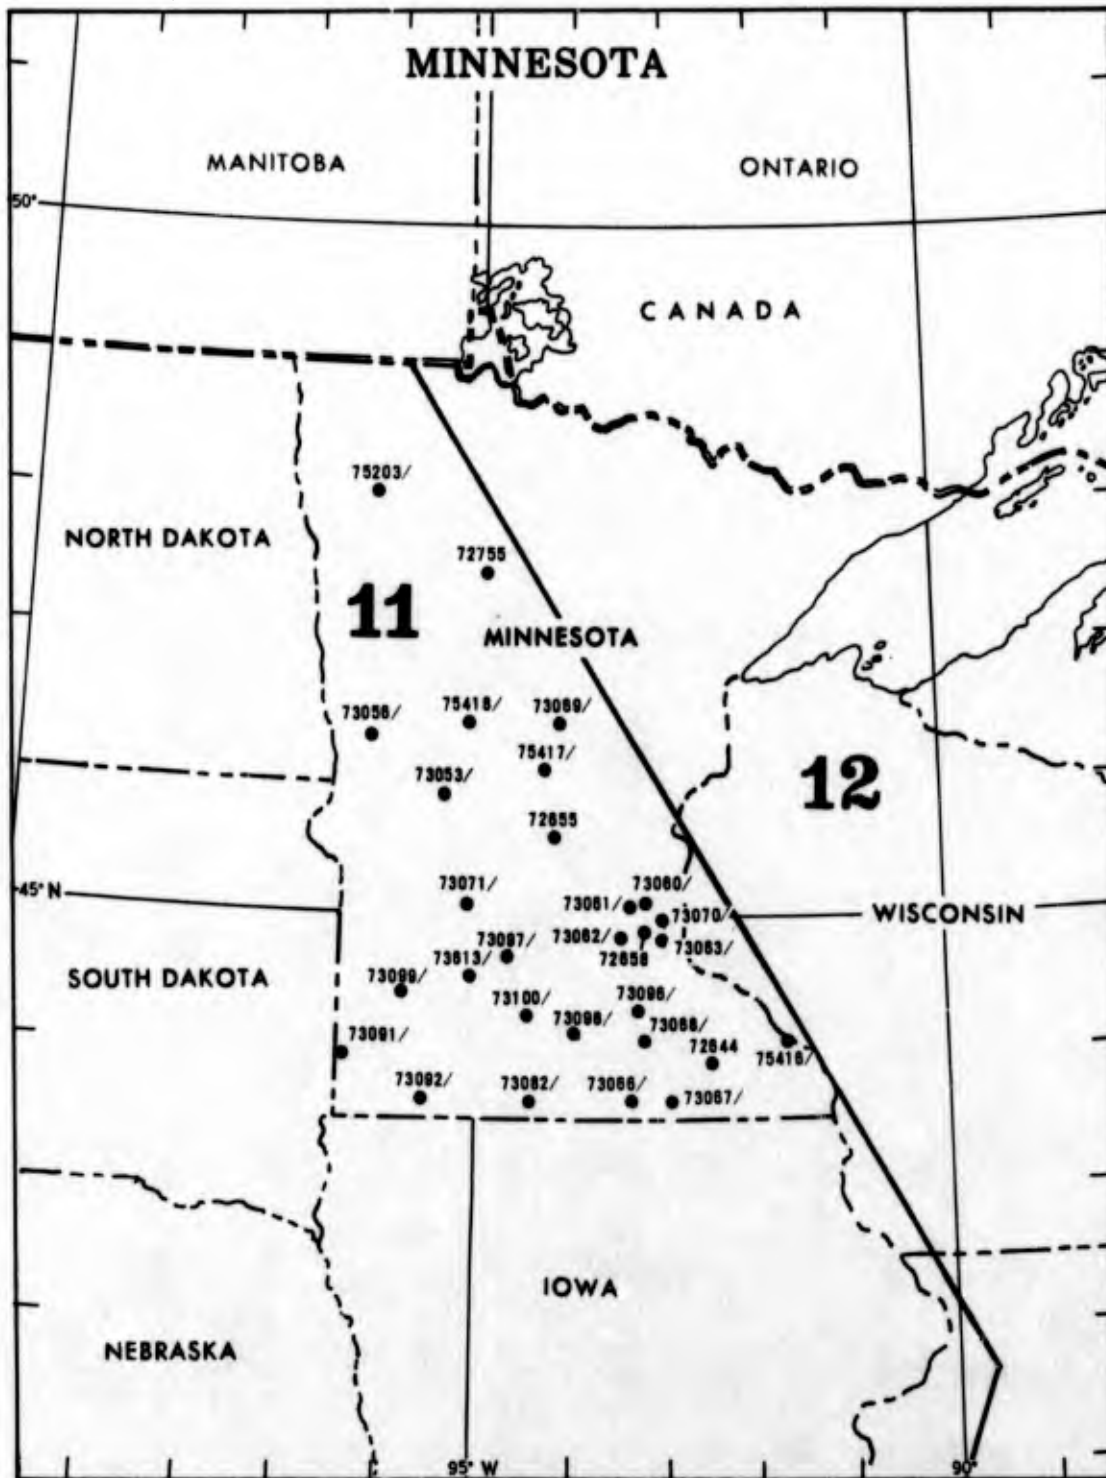 MINNESOTA
MANITOBA
ONTARIO
50°
CANADA
75203/
NORTH DAKOTA
72755
11
MINNESOTA
73056/
75418/
73069/
75417/
12
73053/
72655
45° N
73071/
73060/
73061/
73070/
WISCONSIN
73062/
72658
73063/
73097/
73613/
SOUTH DAKOTA
73099/
73100/
73096/
73098/
73068/
73091/
72644
75416/
73092/
73082/
73066/
73067/
IOWA
NEBRASKA
95° W
90°